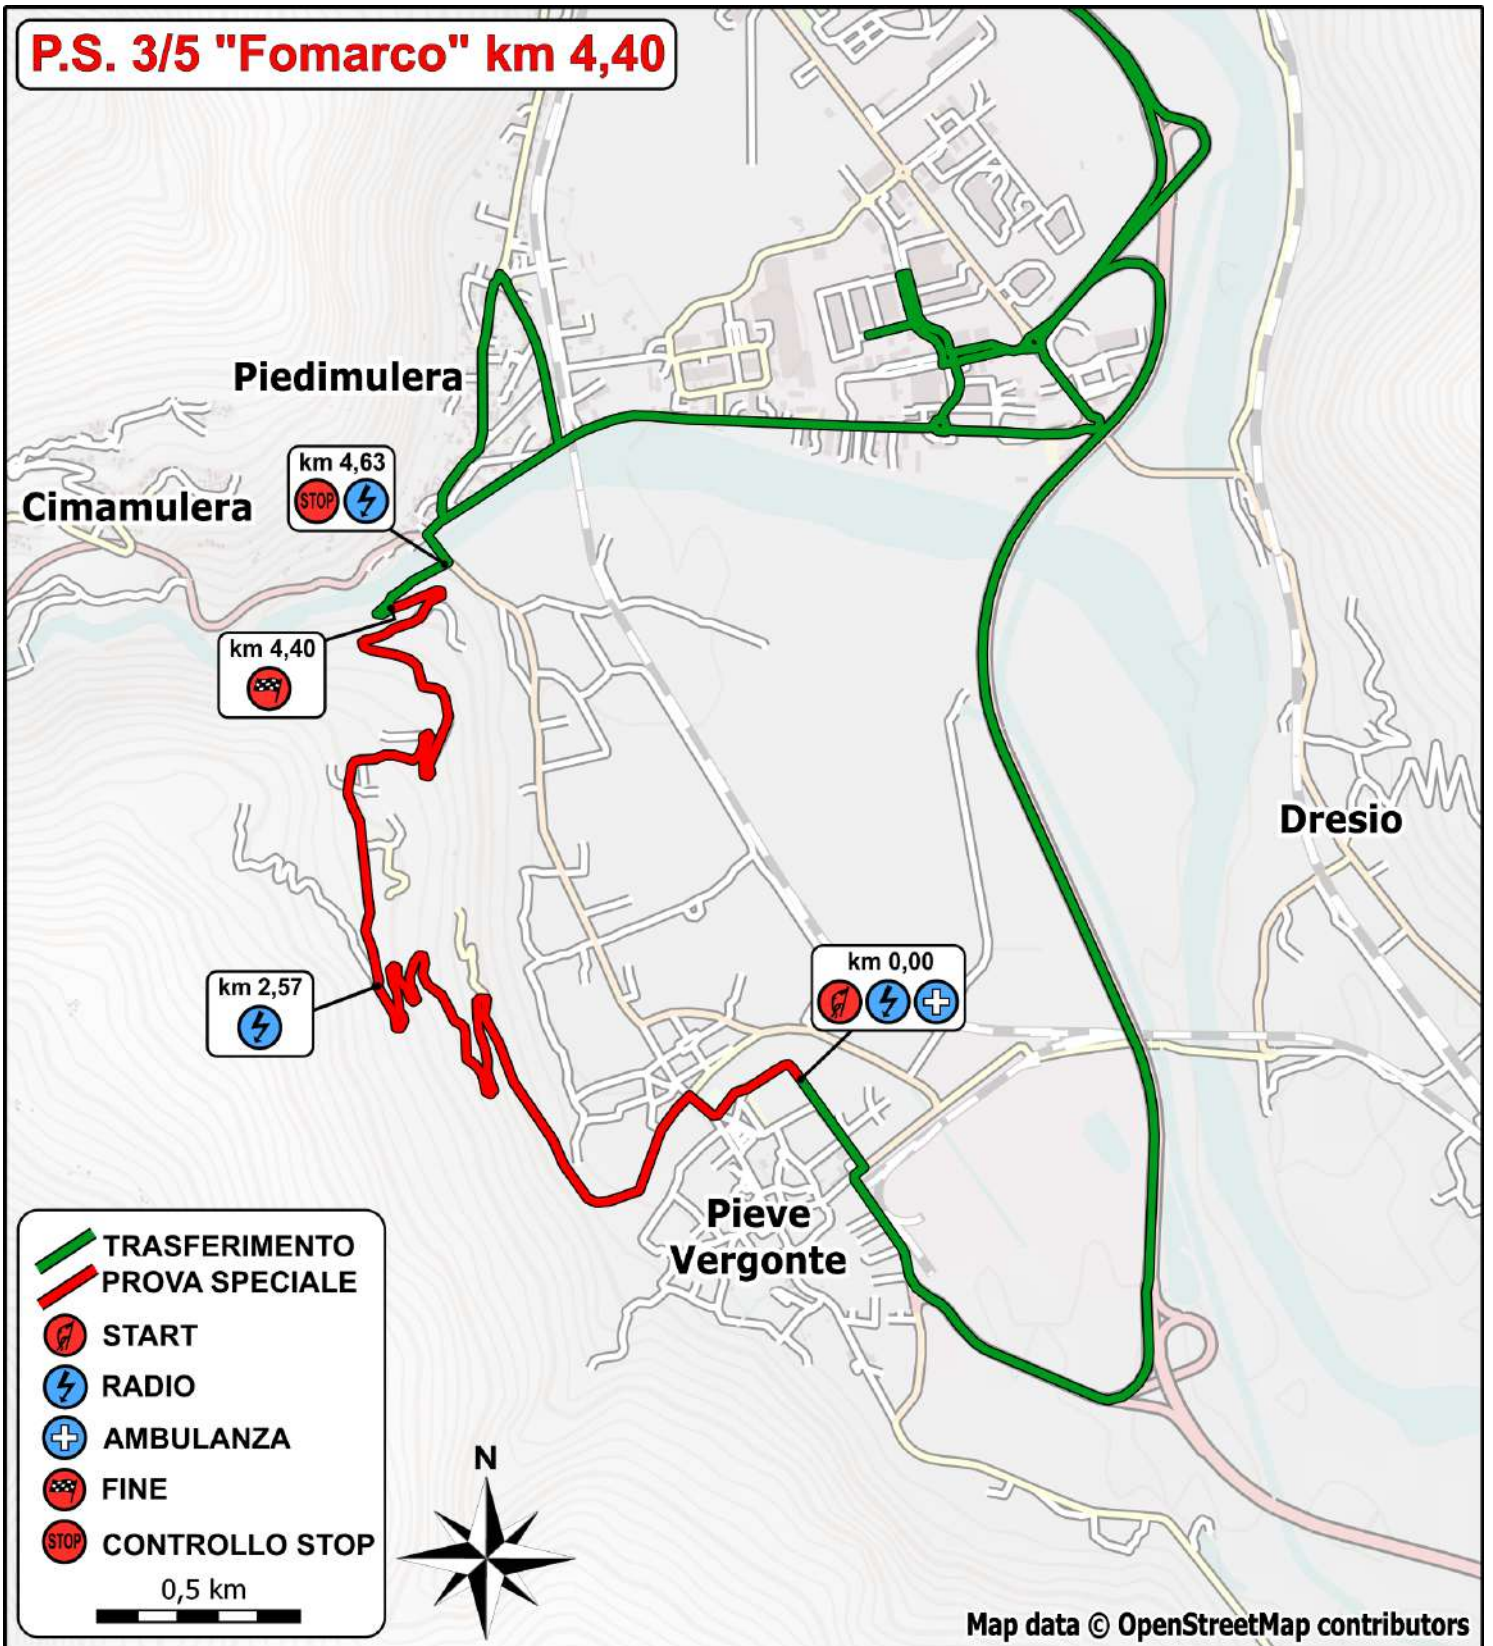 P.S. 3/5 "Fomarco" km 4,40
Piedimulera
km 4,63
STOP
Cimamulera
km 4,40
Dresio
km 0,00
km 2,57
Pieve
Vergonte
TRASFERIMENTO
PROVA SPECIALE
START
RADIO
AMBULANZA
FINE
STOP CONTROLLO STOP
0,5 km
N
Map data © OpenStreetMap contributors